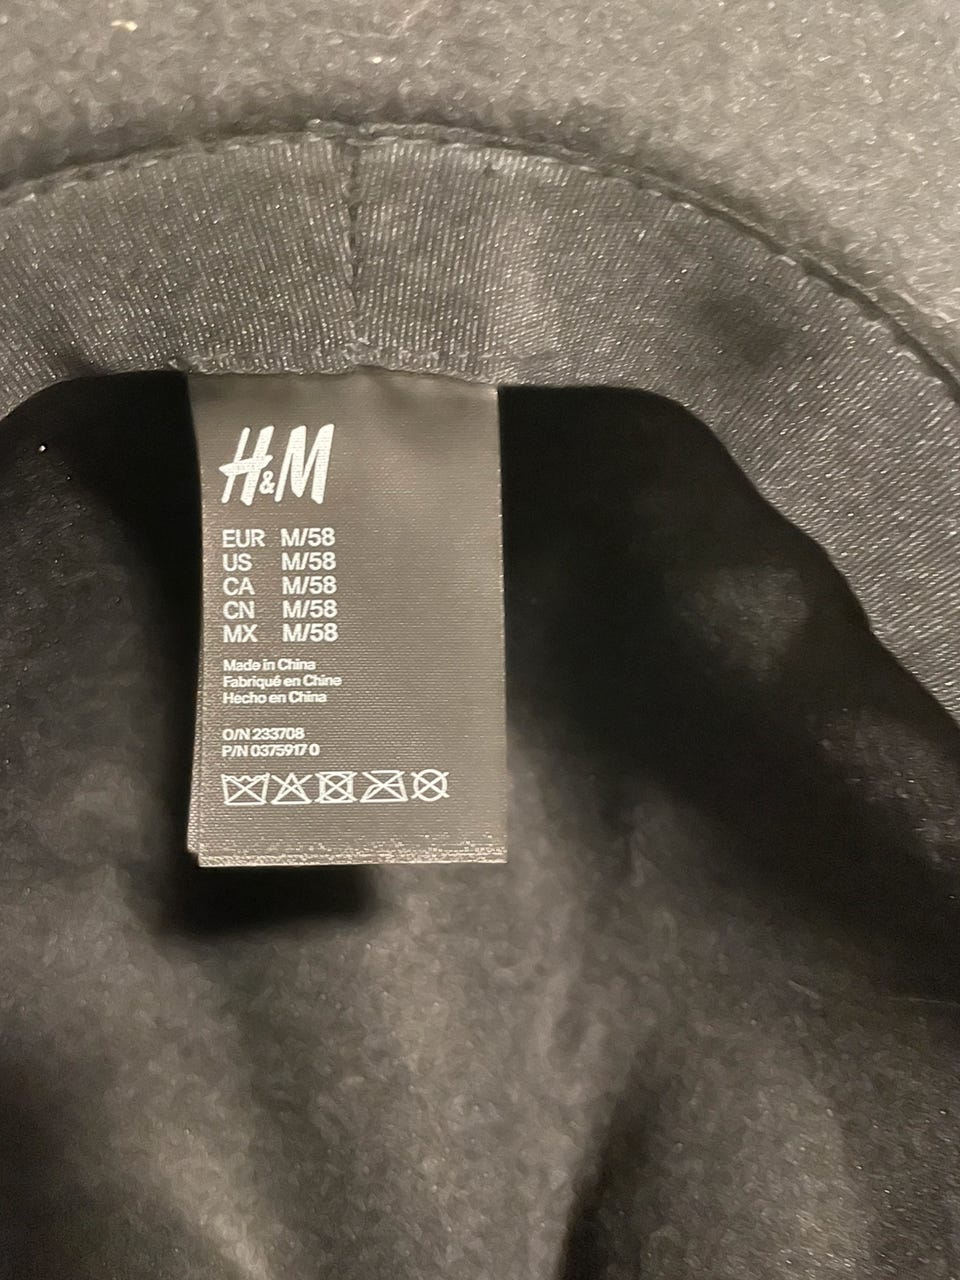 H&M
EUR M/58
US M/58
CA M/58
CN M/58
MX M/58
Made in China
Fabriqué en Chine
Hecho en China
O/N 233708
P/N 0375917 0